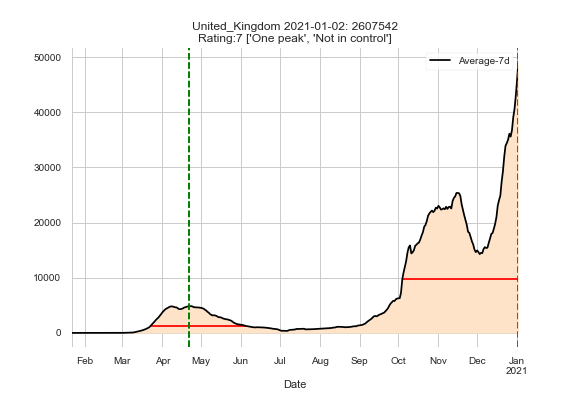 United_Kingdom 2021-01-02: 2607542
Rating:7 ['One peak', 'Not in control']
Average-7d
50000
40000
30000
20000
10000
0
Feb Mar Apr May Jun Jul Aug Sep Oct Nov Dec Jan
2021
Date